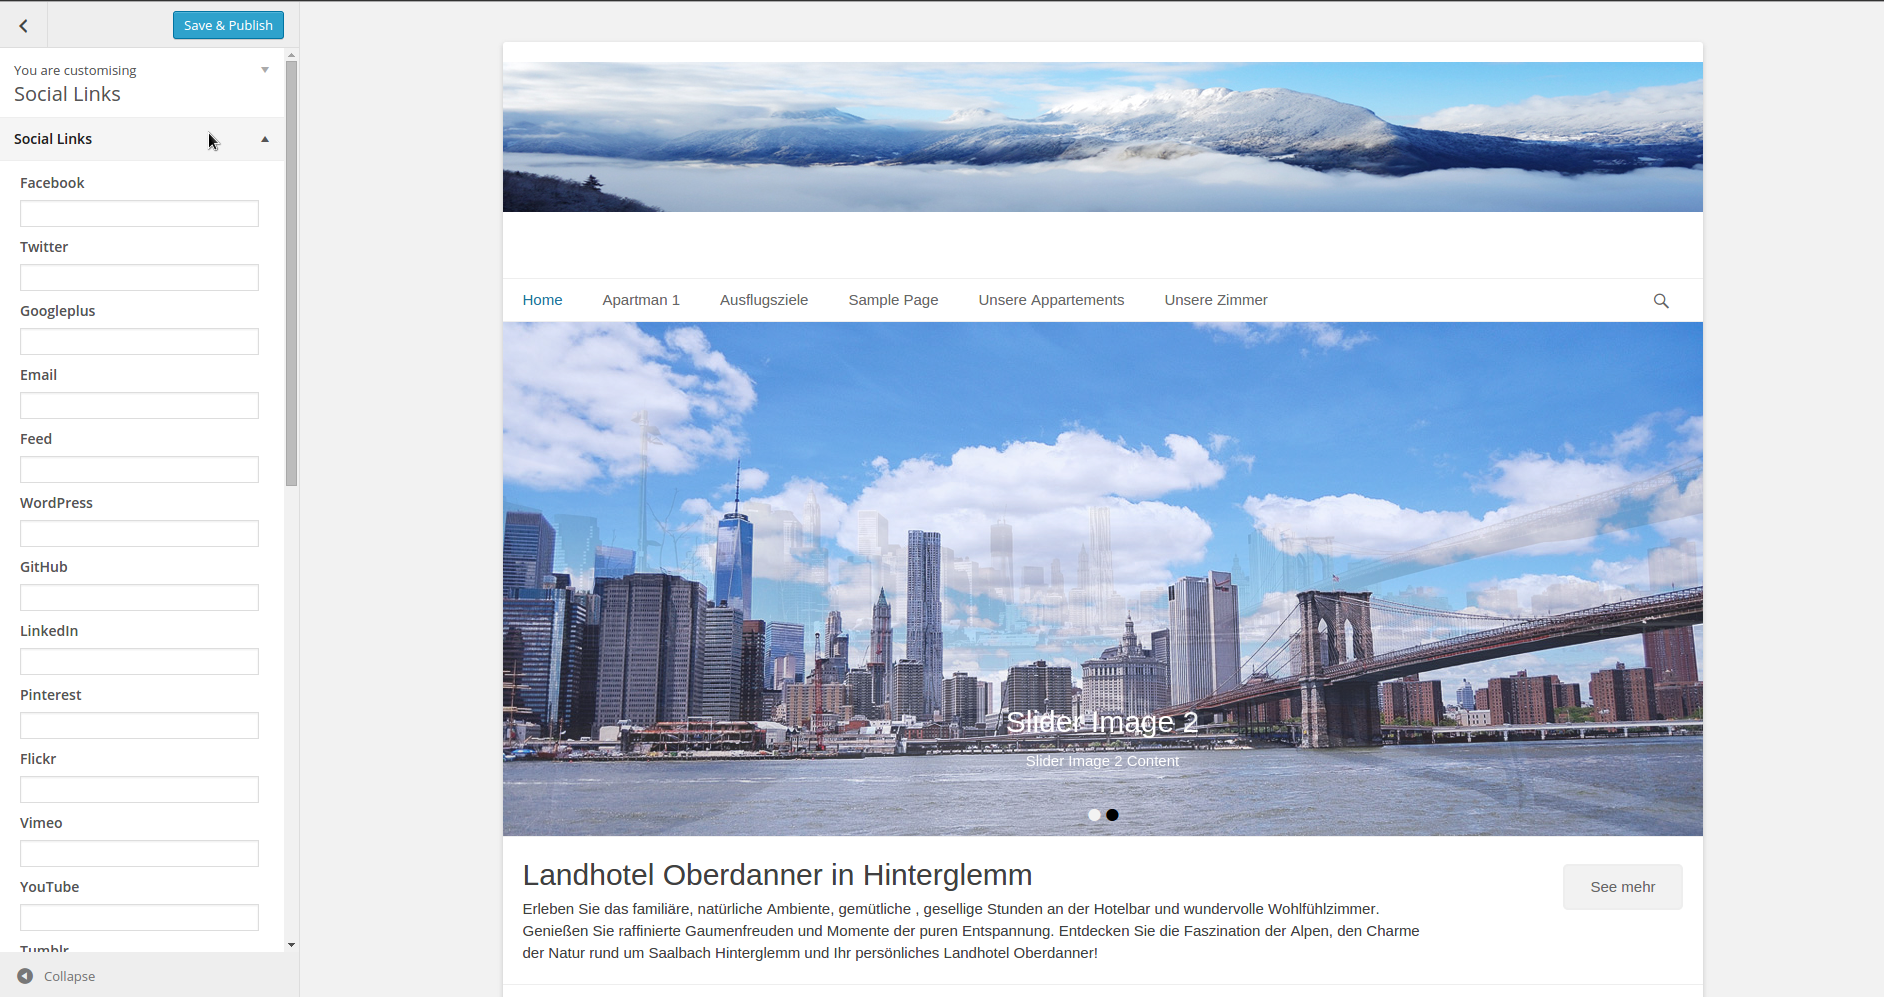 Save & Publish
You are customising
Social Links
Social Links
Facebook
Twitter
Googleplus
Email
Feed
WordPress
GitHub
LinkedIn
Pinterest
Flickr
Vimeo
YouTube
Tumblr
Collapse
Home Apartman 1 Ausflugsziele Sample Page Unsere Appartements Unsere Zimmer
Slider Image 2
Slider Image 2 Content
Landhotel Oberdanner in Hinterglemm
Erleben Sie das familiäre, natürliche Ambiente, gemütliche , gesellige Stunden an der Hotelbar und wundervolle Wohlfühlzimmer.
Genießen Sie raffinierte Gaumenfreuden und Momente der puren Entspannung. Entdecken Sie die Faszination der Alpen, den Charme
der Natur rund um Saalbach Hinterglemm und Ihr persönliches Landhotel Oberdanner!
See mehr